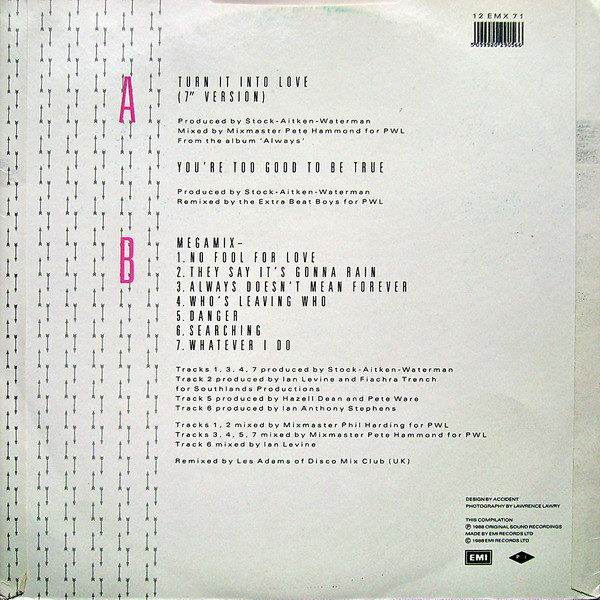 12 EMX 71
5 099920 290566
A
TURN IT INTO LOVE
(7" VERSION)
Produced by Stock-Aitken-Waterman
Mixed by Mixmaster Pete Hammond for PWL
From the album 'Always'
YOU'RE TOO GOOD TO BE TRUE
Produced by Stock-Aitken-Waterman
Remixed by the Extra Beat Boys for PWL
B
MEGAMIX-
1. NO FOOL FOR LOVE
2. THEY SAY IT'S GONNA RAIN
3. ALWAYS DOESN'T MEAN FOREVER
4. WHO'S LEAVING WHO
5. DANGER
6. SEARCHING
7. WHATEVER I DO
Tracks 1, 3, 4, 7 produced by Stock-Aitken-Waterman
Track 2 produced by Ian Levine and Fiachra Trench
for Southlands Productions
Track 5 produced by Hazell Dean and Pete Ware
Track 6 produced by Ian Anthony Stephens
Tracks 1, 2 mixed by Mixmaster Phil Harding for PWL
Tracks 3, 4, 5, 7 mixed by Mixmaster Pete Hammond for PWL
Track 6 mixed by Ian Levine
Remixed by Les Adams of Disco Mix Club (UK)
DESIGN BY ACCIDENT
PHOTOGRAPHY BY LAWRENCE LAWRY
THIS COMPILATION
Ⓟ 1988 ORIGINAL SOUND RECORDINGS
MADE BY EMI RECORDS LTD
© 1988 EMI RECORDS LTD
EMI